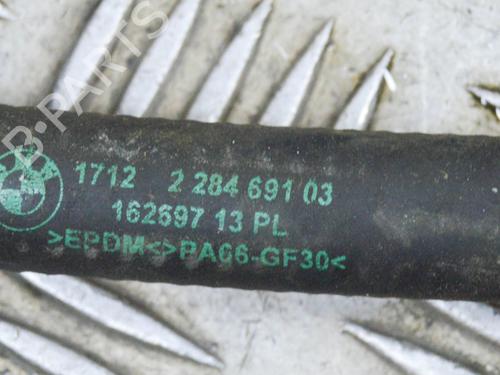 B-PARTS
1712 2 284 691 03
162697 13 PL
>EPDM<>PA66-GF30<